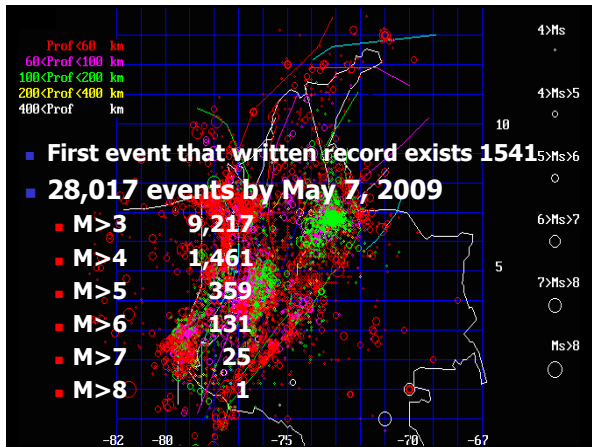 Prof<60 km
60<Prof<100 km
100<Prof<200 km
200<Prof<400 km
400<Prof km
4>Ms
4>Ms>5
5>Ms>6
6>Ms>7
7>Ms>8
Ms>8
10
5
First event that written record exists 1541
28,017 events by May 7, 2009
M>3 9,217
M>4 1,461
M>5 359
M>6 131
M>7 25
M>8 1
-82 -80 -75 -70 -67